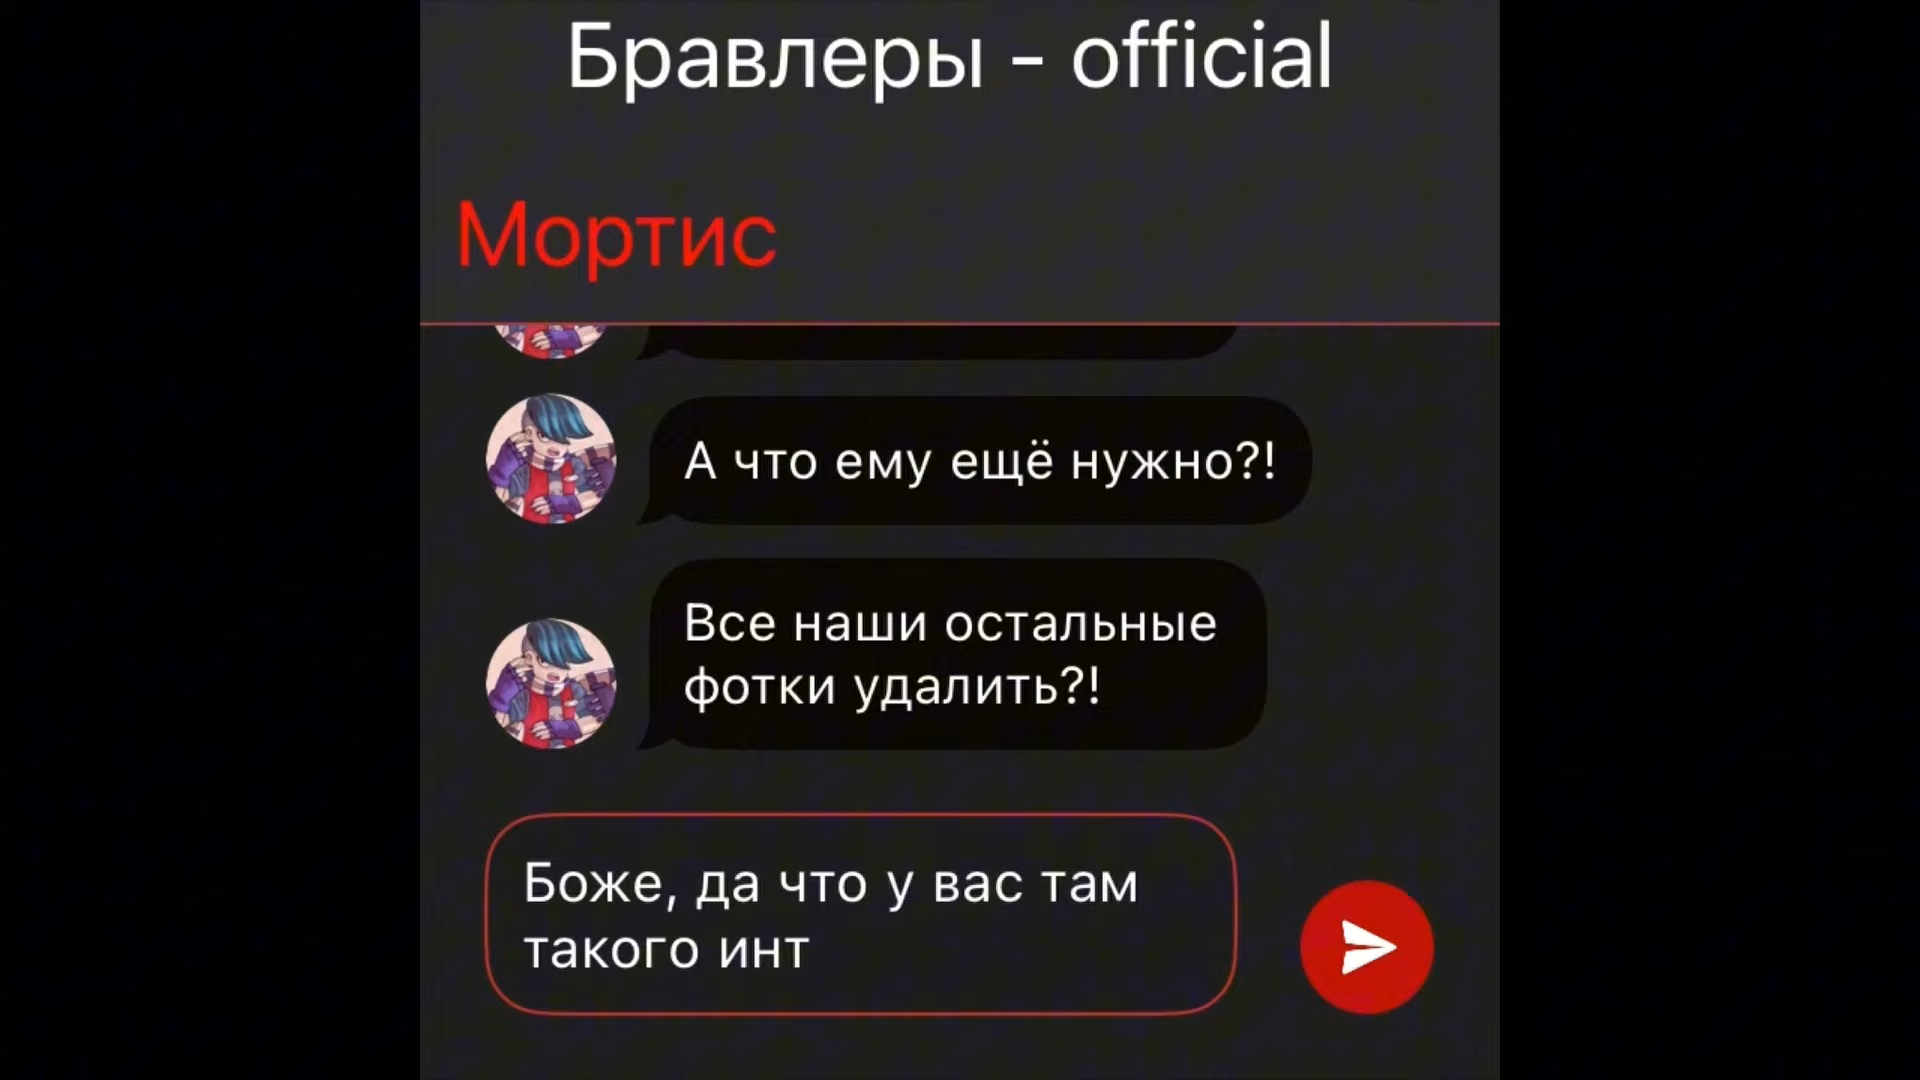 Бравлеры - official
Мортис
А что ему ещё нужно?!
Все наши остальные
фотки удалить?!
Боже, да что у вас там
такого инт